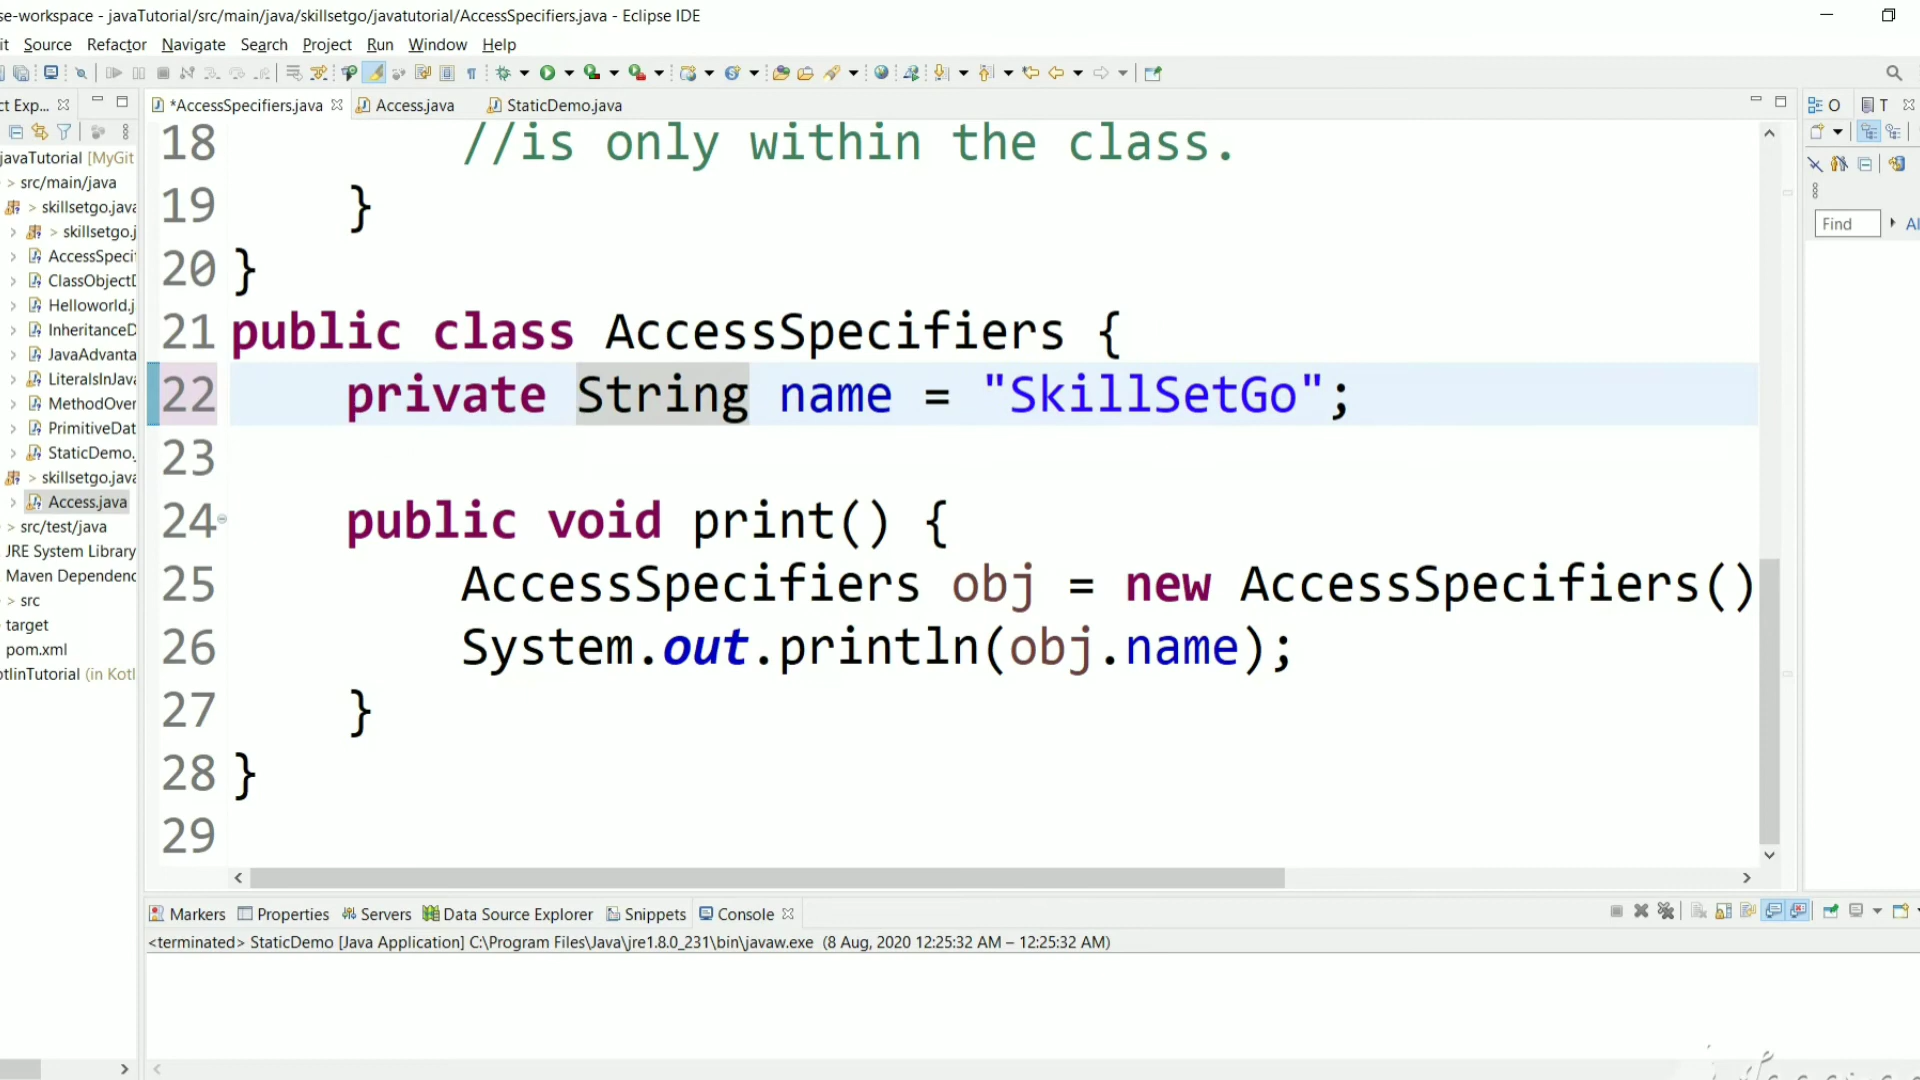 se-workspace - javaTutorial/src/main/java/skillsetgo/javatutorial/AccessSpecifiers.java - Eclipse IDE
it Source Refactor Navigate Search Project Run Window Help
ct Exp...
*AccessSpecifiers.java Access.java StaticDemo.java
O T
javaTutorial [MyGit
> src/main/java
> skillsetgo.java
> skillsetgo.j
AccessSpecif
ClassObjectD
Helloworld.j
InheritanceD
JavaAdvanta
LiteralsInJava
MethodOver
PrimitiveDat
StaticDemo.
> skillsetgo.java
Access.java
> src/test/java
JRE System Library
Maven Dependenc
> src
target
pom.xml
otlinTutorial (in Kotl
18 //is only within the class.
19 }
20 }
21 public class AccessSpecifiers {
22 private String name = "SkillSetGo";
23
24 public void print() {
25 AccessSpecifiers obj = new AccessSpecifiers()
26 System.out.println(obj.name);
27 }
28 }
29
Find Al
Markers Properties Servers Data Source Explorer Snippets Console
<terminated> StaticDemo [Java Application] C:\Program Files\Java\jre1.8.0_231\bin\javaw.exe (8 Aug, 2020 12:25:32 AM – 12:25:32 AM)